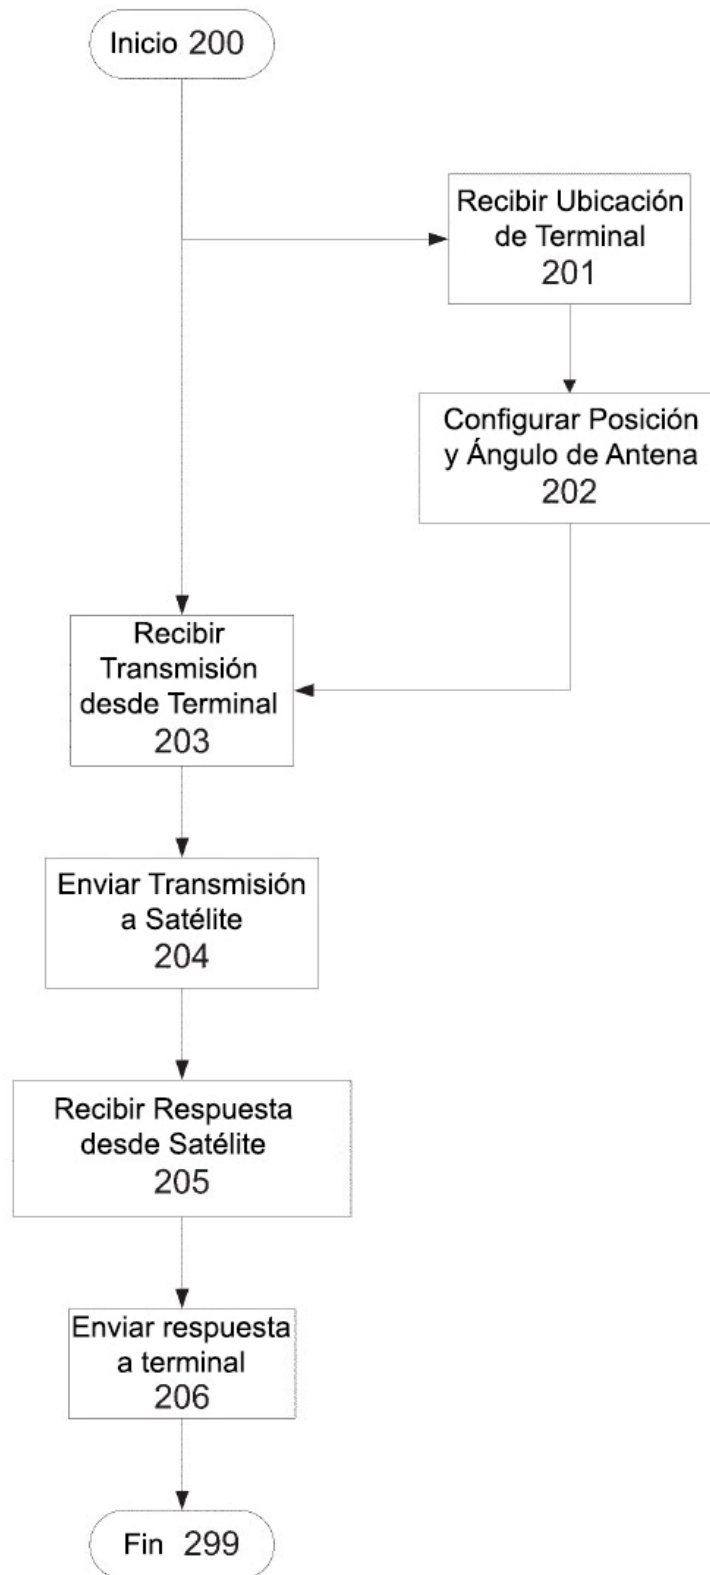 Inicio 200
Recibir Ubicación
de Terminal
201
Configurar Posición
y Ángulo de Antena
202
Recibir
Transmisión
desde Terminal
203
Enviar Transmisión
a Satélite
204
Recibir Respuesta
desde Satélite
205
Enviar respuesta
a terminal
206
Fin 299